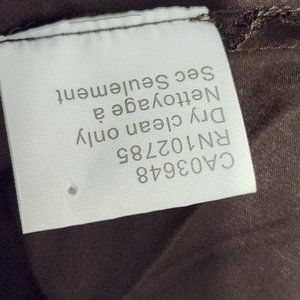 CA03648
RN102785
Dry clean only
Nettoyage à
Sec Seulement